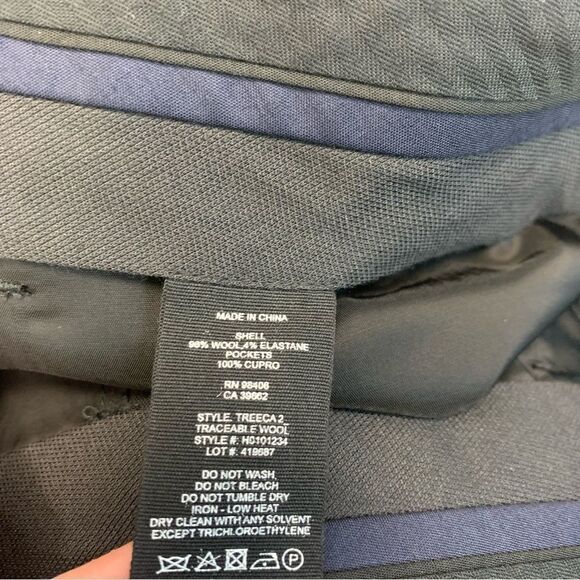 MADE IN CHINA
SHELL
96% WOOL,4% ELASTANE
POCKETS
100% CUPRO
RN 98406
CA 39662
STYLE. TREECA 2
TRACEABLE WOOL
STYLE #: H0101234
LOT #: 419687
DO NOT WASH,
DO NOT BLEACH
DO NOT TUMBLE DRY
IRON - LOW HEAT
DRY CLEAN WITH ANY SOLVENT
EXCEPT TRICHLOROETHYLENE
P